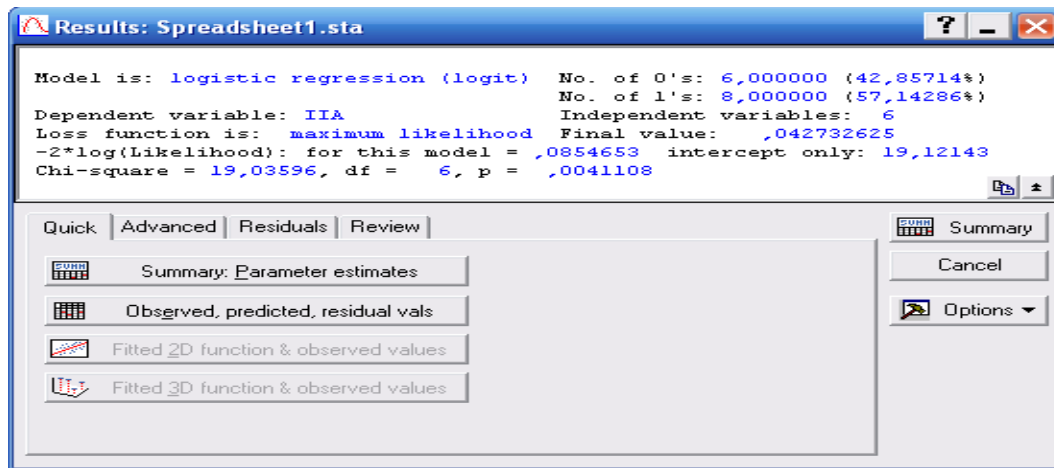 Results: Spreadsheet1.sta
Model is: logistic regression (logit) No. of 0's: 6,000000 (42,85714%)
No. of 1's: 8,000000 (57,14286%)
Dependent variable: IIA Independent variables: 6
Loss function is: maximum likelihood Final value: ,042732625
-2*log(Likelihood): for this model = ,0854653 intercept only: 19,12143
Chi-square = 19,03596, df = 6, p = ,0041108
Quick Advanced Residuals Review
Summary: Parameter estimates
Observed, predicted, residual vals
Fitted 2D function & observed values
Fitted 3D function & observed values
Summary
Cancel
Options